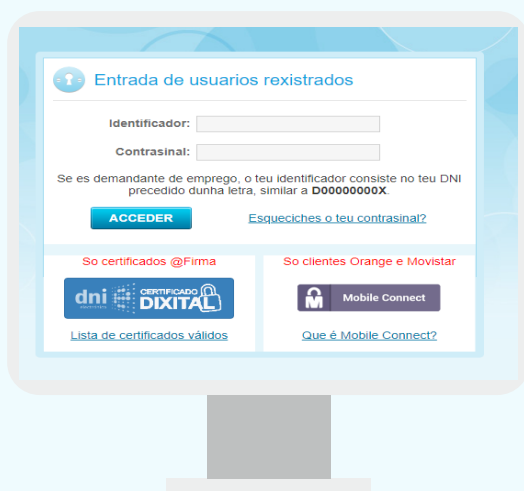 Entrada de usuarios rexistrados
Identificador:
Contrasinal:
Se es demandante de emprego, o teu identificador consiste no teu DNI
precedido dunha letra, similar a D00000000X.
ACCEDER
Esqueciches o teu contrasinal?
So certificados @Firma
So clientes Orange e Movistar
dni
CERTIFICADO
DIXITAL
Mobile Connect
Lista de certificados válidos
Que é Mobile Connect?